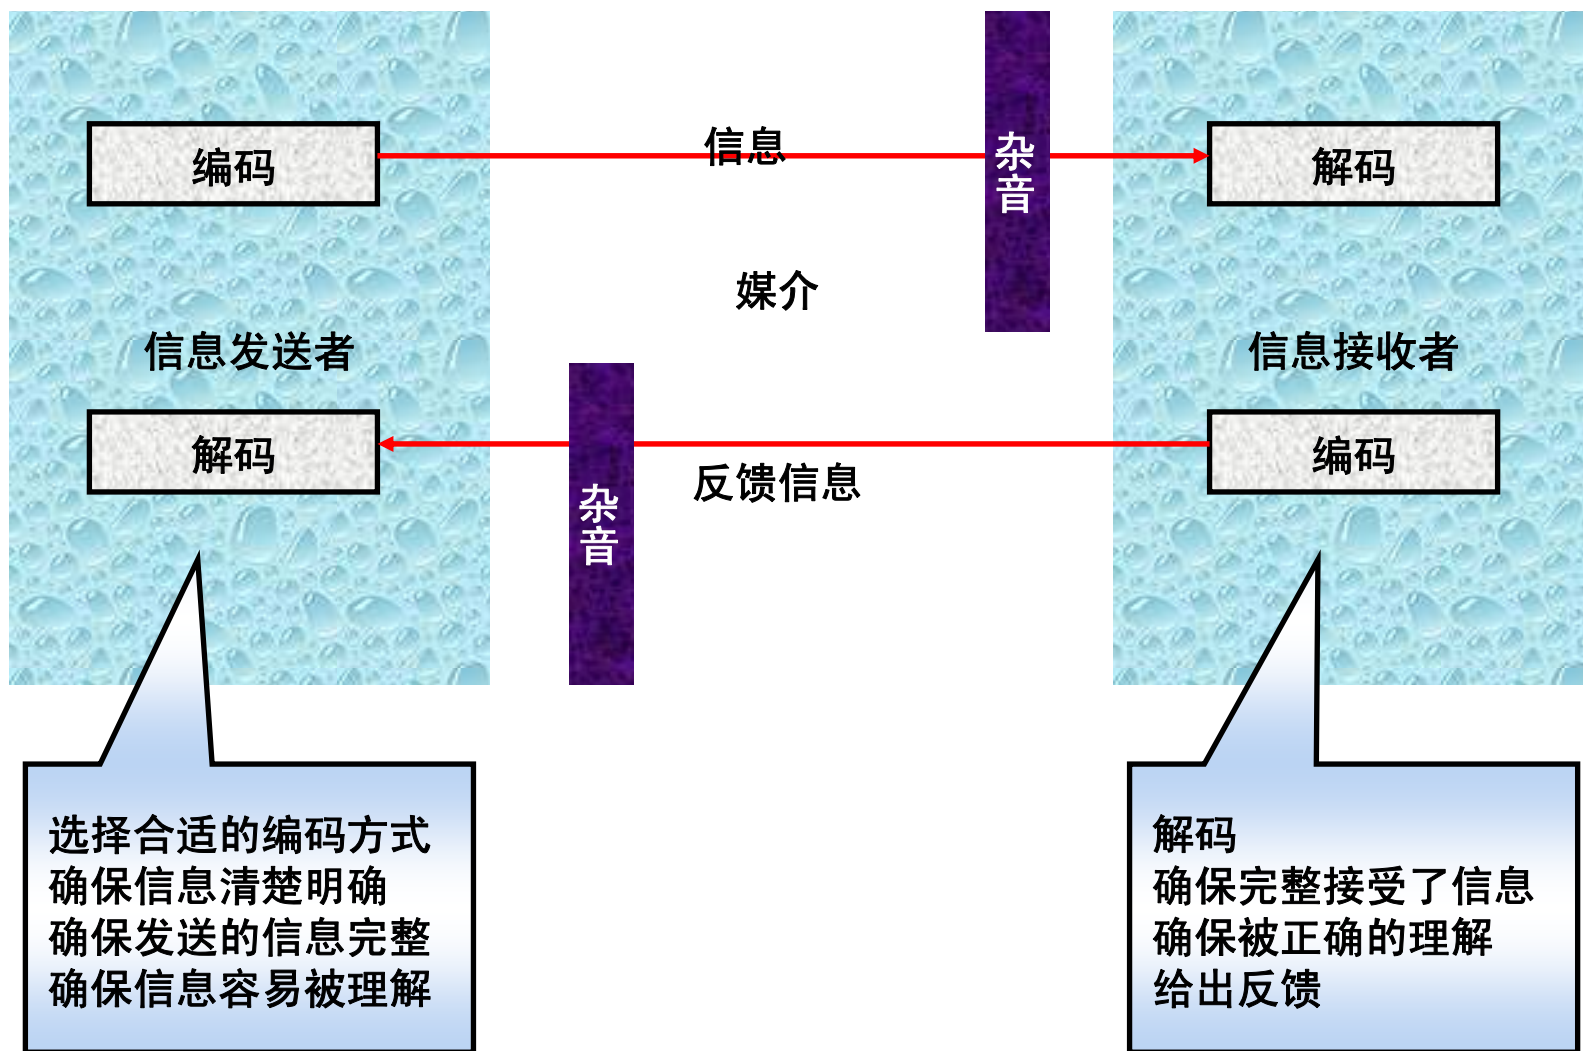 编码
信息
杂音
解码
媒介
信息发送者
信息接收者
解码
杂音
反馈信息
编码
选择合适的编码方式
确保信息清楚明确
确保发送的信息完整
确保信息容易被理解
解码
确保完整接受了信息
确保被正确的理解
给出反馈